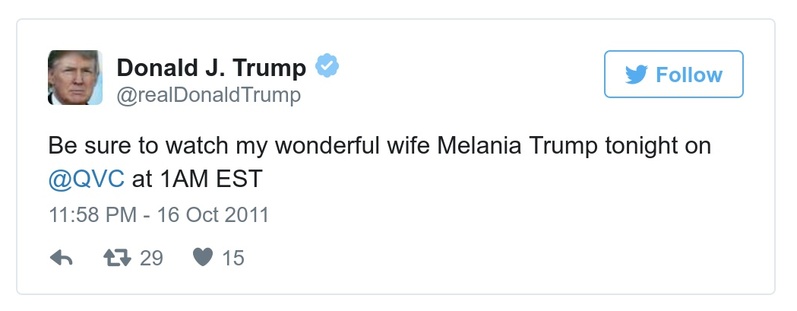 Donald J. Trump
@realDonaldTrump
Follow
Be sure to watch my wonderful wife Melania Trump tonight on
@QVC at 1AM EST
11:58 PM - 16 Oct 2011
29 15